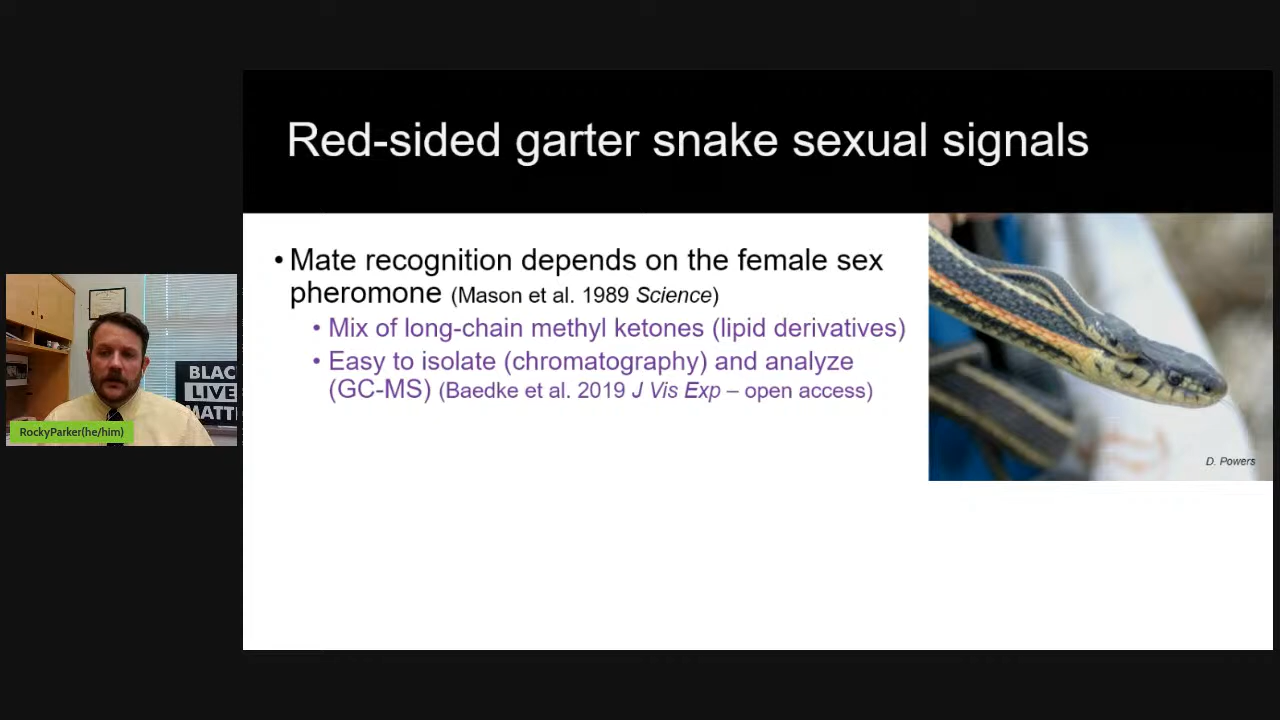 Red-sided garter snake sexual signals
• Mate recognition depends on the female sex
pheromone (Mason et al. 1989 Science)
• Mix of long-chain methyl ketones (lipid derivatives)
• Easy to isolate (chromatography) and analyze
(GC-MS) (Baedke et al. 2019 J Vis Exp – open access)
D. Powers
BLACK
LIVE
MATT
RockyParker(he/him)